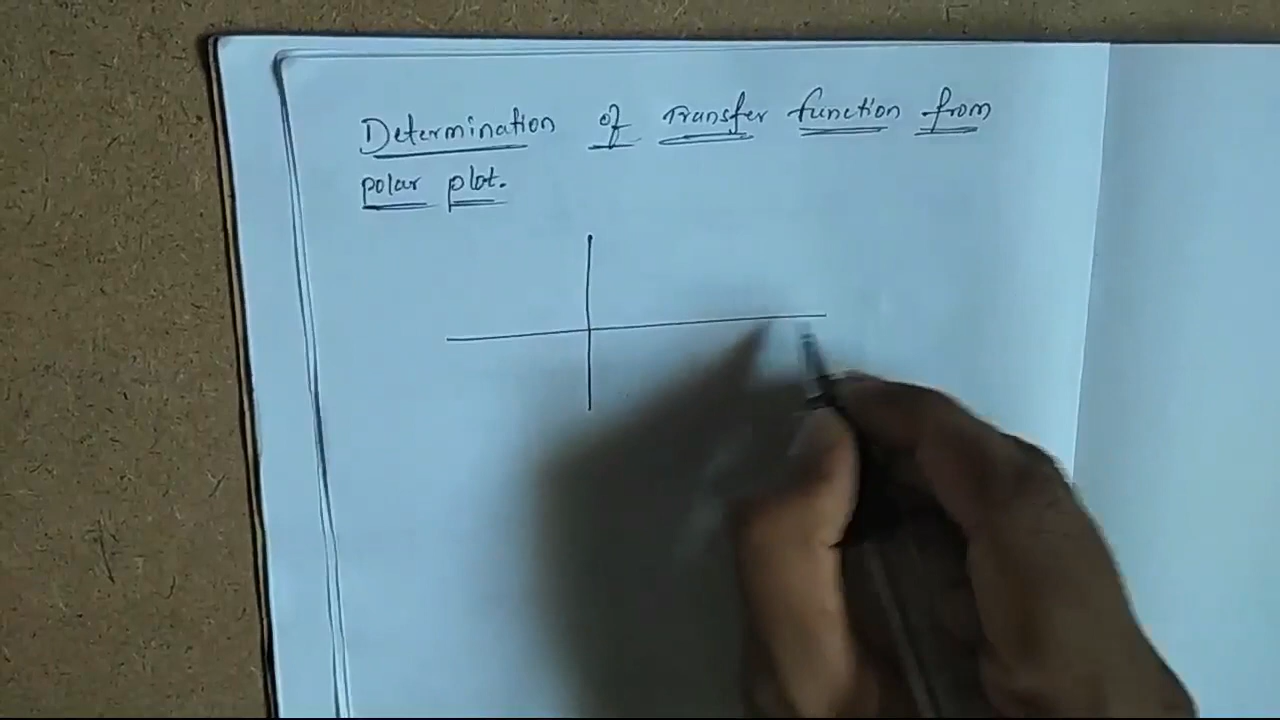 Determination of Transfer function from
polar plot.